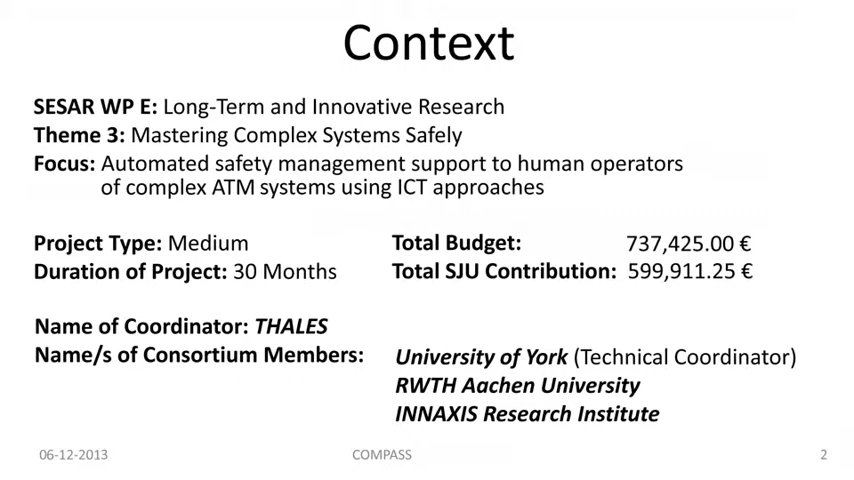 Context
SESAR WP E: Long-Term and Innovative Research
Theme 3: Mastering Complex Systems Safely
Focus: Automated safety management support to human operators
of complex ATM systems using ICT approaches
Project Type: Medium
Duration of Project: 30 Months
Total Budget: 737,425.00 €
Total SJU Contribution: 599,911.25 €
Name of Coordinator: THALES
Name/s of Consortium Members:
University of York (Technical Coordinator)
RWTH Aachen University
INNAXIS Research Institute
06-12-2013
COMPASS
2